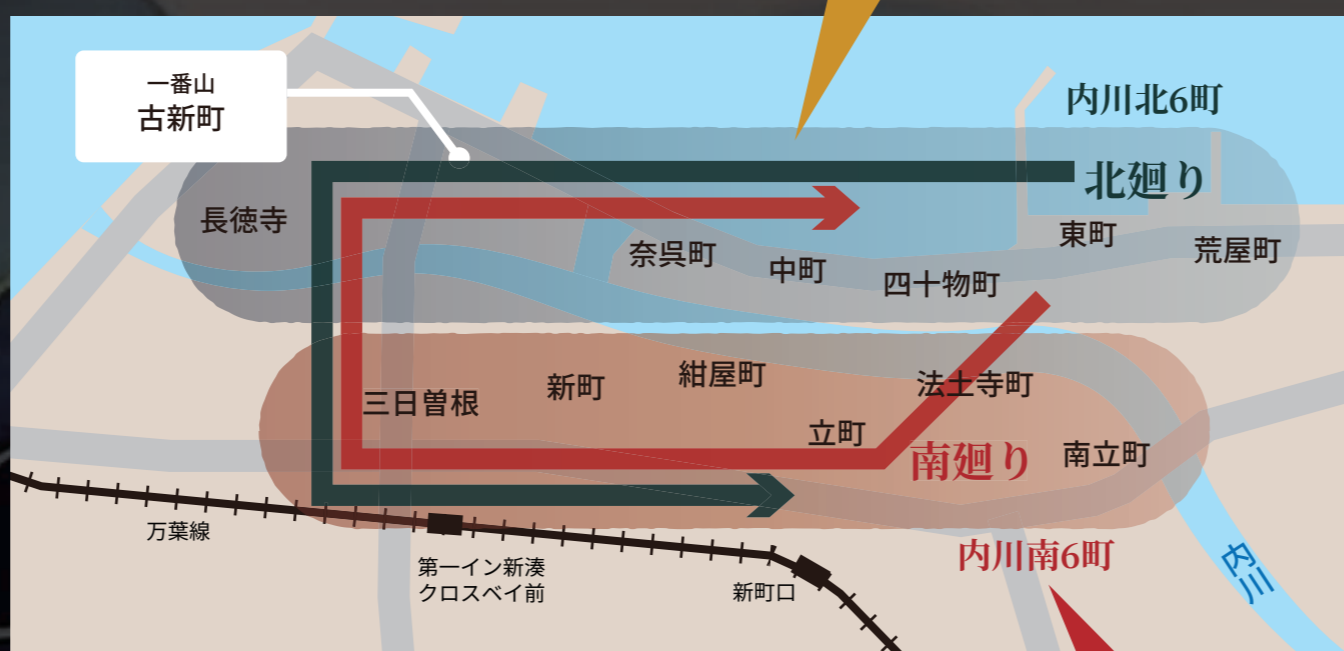 一番山
古新町
内川北6町
北廻り
長徳寺
奈呉町
中町
四十物町
東町
荒屋町
三日曽根
新町
紺屋町
立町
法土寺町
南廻り
南立町
内川南6町
万葉線
第一イン新湊
クロスベイ前
新町口
内川